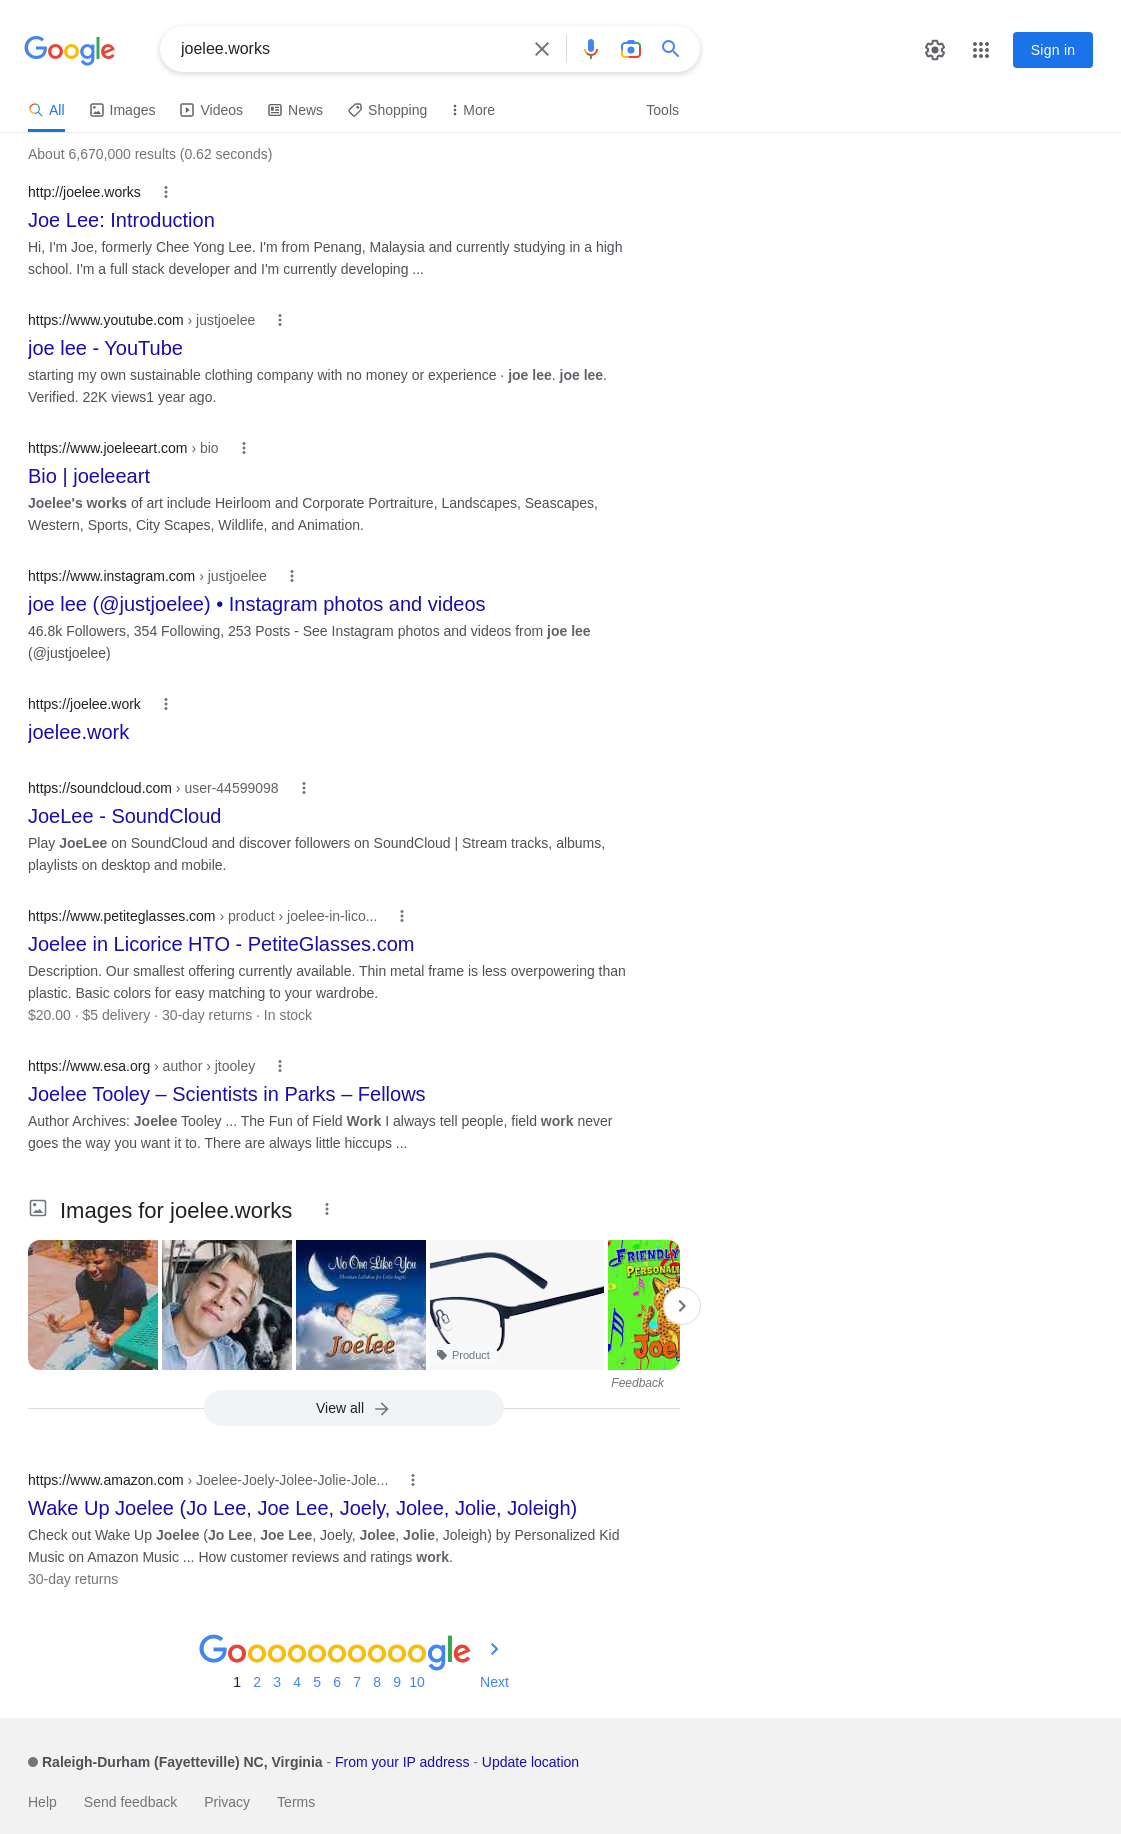 Google
joelee.works
Sign in
All Images Videos News Shopping More Tools
About 6,670,000 results (0.62 seconds)
http://joelee.works
Joe Lee: Introduction
Hi, I'm Joe, formerly Chee Yong Lee. I'm from Penang, Malaysia and currently studying in a high
school. I'm a full stack developer and I'm currently developing ...
https://www.youtube.com › justjoelee
joe lee - YouTube
starting my own sustainable clothing company with no money or experience · joe lee. joe lee.
Verified. 22K views1 year ago.
https://www.joeleeart.com › bio
Bio | joeleeart
Joelee's works of art include Heirloom and Corporate Portraiture, Landscapes, Seascapes,
Western, Sports, City Scapes, Wildlife, and Animation.
https://www.instagram.com › justjoelee
joe lee (@justjoelee) • Instagram photos and videos
46.8k Followers, 354 Following, 253 Posts - See Instagram photos and videos from joe lee
(@justjoelee)
https://joelee.work
joelee.work
https://soundcloud.com › user-44599098
JoeLee - SoundCloud
Play JoeLee on SoundCloud and discover followers on SoundCloud | Stream tracks, albums,
playlists on desktop and mobile.
https://www.petiteglasses.com › product › joelee-in-lico...
Joelee in Licorice HTO - PetiteGlasses.com
Description. Our smallest offering currently available. Thin metal frame is less overpowering than
plastic. Basic colors for easy matching to your wardrobe.
$20.00 · $5 delivery · 30-day returns · In stock
https://www.esa.org › author › jtooley
Joelee Tooley – Scientists in Parks – Fellows
Author Archives: Joelee Tooley ... The Fun of Field Work I always tell people, field work never
goes the way you want it to. There are always little hiccups ...
Images for joelee.works
No One Like You
Joelee
Product
FRIENDLY
PERSONALI
Joe
Feedback
View all
https://www.amazon.com › Joelee-Joely-Jolee-Jolie-Jole...
Wake Up Joelee (Jo Lee, Joe Lee, Joely, Jolee, Jolie, Joleigh)
Check out Wake Up Joelee (Jo Lee, Joe Lee, Joely, Jolee, Jolie, Joleigh) by Personalized Kid
Music on Amazon Music ... How customer reviews and ratings work.
30-day returns
Goooooooooogle
1 2 3 4 5 6 7 8 9 10 Next
Raleigh-Durham (Fayetteville) NC, Virginia - From your IP address - Update location
Help Send feedback Privacy Terms